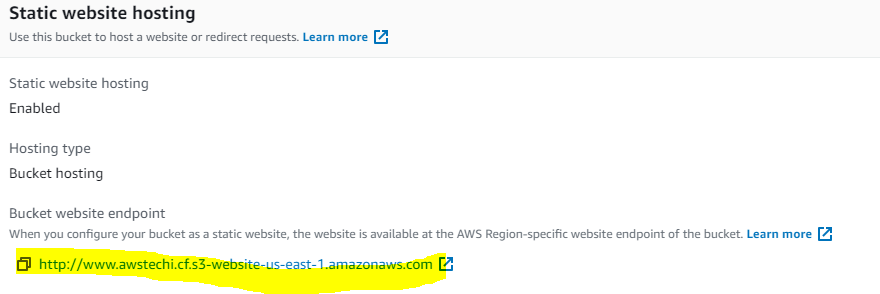 Static website hosting
Use this bucket to host a website or redirect requests. Learn more
Static website hosting
Enabled
Hosting type
Bucket hosting
Bucket website endpoint
When you configure your bucket as a static website, the website is available at the AWS Region-specific website endpoint of the bucket. Learn more
http://www.awstechi.cf.s3-website-us-east-1.amazonaws.com